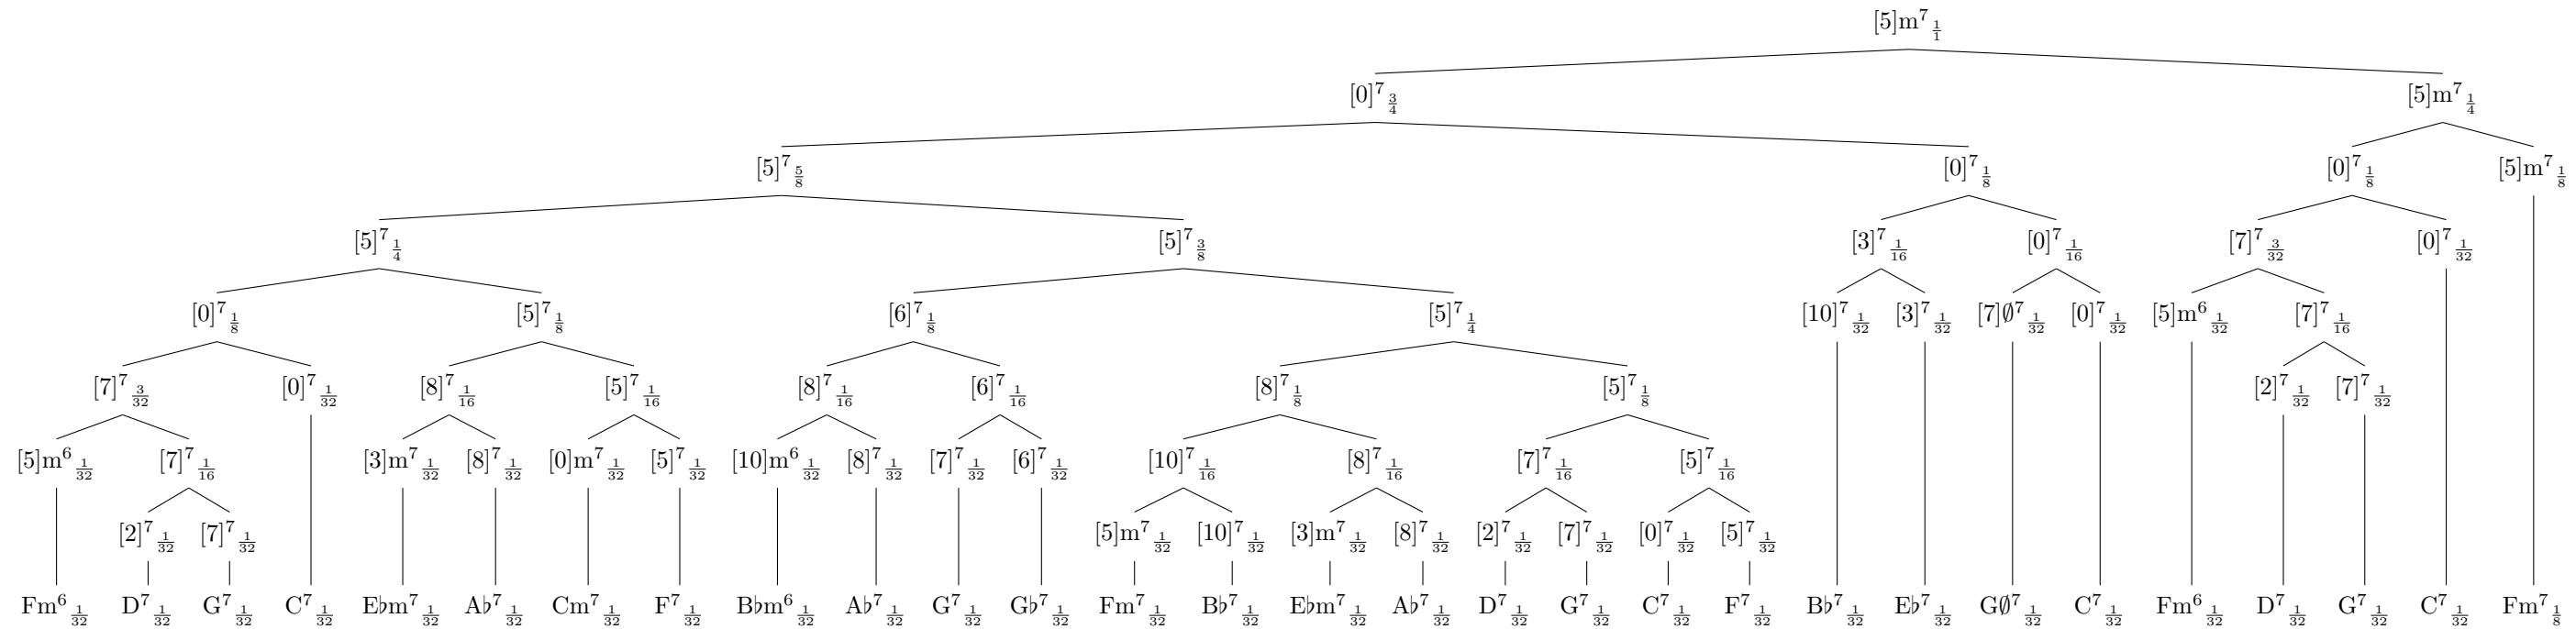 [5]m⁷ 1/1
[0]⁷ 3/4 [5]m⁷ 1/4
[5]⁷ 5/8 [0]⁷ 1/8 [0]⁷ 1/8 [5]m⁷ 1/8
[5]⁷ 1/4 [5]⁷ 3/8 [3]⁷ 1/16 [0]⁷ 1/16 [7]⁷ 3/32 [0]⁷ 1/32
[0]⁷ 1/8 [5]⁷ 1/8 [6]⁷ 1/8 [5]⁷ 1/4 [10]⁷ 1/32 [3]⁷ 1/32 [7]∅⁷ 1/32 [0]⁷ 1/32 [5]m⁶ 1/32 [7]⁷ 1/16
[7]⁷ 3/32 [0]⁷ 1/32 [8]⁷ 1/16 [5]⁷ 1/16 [8]⁷ 1/16 [6]⁷ 1/16 [8]⁷ 1/8 [5]⁷ 1/8 [2]⁷ 1/32 [7]⁷ 1/32
[5]m⁶ 1/32 [7]⁷ 1/16 [3]m⁷ 1/32 [8]⁷ 1/32 [0]m⁷ 1/32 [5]⁷ 1/32 [10]m⁶ 1/32 [8]⁷ 1/32 [7]⁷ 1/32 [6]⁷ 1/32 [10]⁷ 1/16 [8]⁷ 1/16 [7]⁷ 1/16 [5]⁷ 1/16
[2]⁷ 1/32 [7]⁷ 1/32 [5]m⁷ 1/32 [10]⁷ 1/32 [3]m⁷ 1/32 [8]⁷ 1/32 [2]⁷ 1/32 [7]⁷ 1/32 [0]⁷ 1/32 [5]⁷ 1/32
Fm⁶ 1/32 D⁷ 1/32 G⁷ 1/32 C⁷ 1/32 E♭m⁷ 1/32 A♭⁷ 1/32 Cm⁷ 1/32 F⁷ 1/32 B♭m⁶ 1/32 A♭⁷ 1/32 G⁷ 1/32 G♭⁷ 1/32 Fm⁷ 1/32 B♭⁷ 1/32 E♭m⁷ 1/32 A♭⁷ 1/32 D⁷ 1/32 G⁷ 1/32 C⁷ 1/32 F⁷ 1/32 B♭⁷ 1/32 E♭⁷ 1/32 G∅⁷ 1/32 C⁷ 1/32 Fm⁶ 1/32 D⁷ 1/32 G⁷ 1/32 C⁷ 1/32 Fm⁷ 1/8